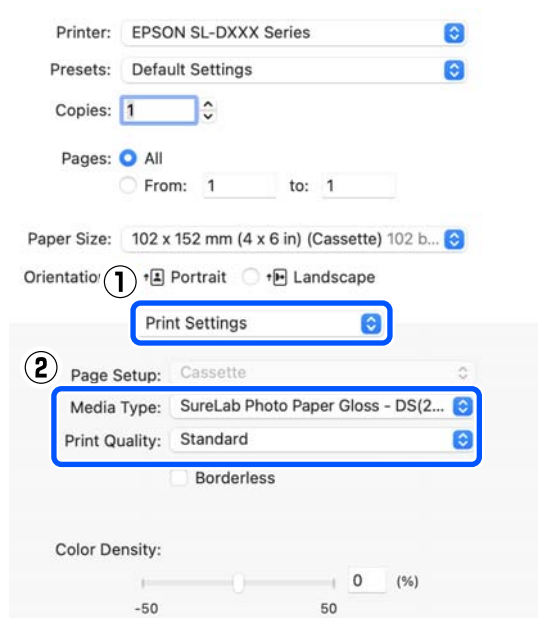 Printer: EPSON SL-DXXX Series
Presets: Default Settings
Copies: 1
Pages: All
From: 1 to: 1
Paper Size: 102 x 152 mm (4 x 6 in) (Cassette) 102 b...
Orientatio 1 Portrait Landscape
Print Settings
2
Page Setup: Cassette
Media Type: SureLab Photo Paper Gloss - DS(2...
Print Quality: Standard
Borderless
Color Density:
0 (%)
-50 50